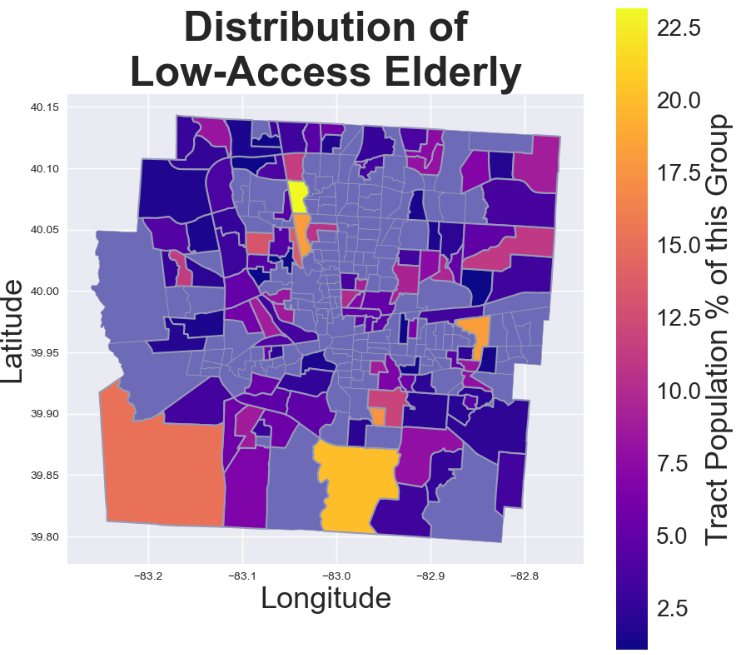 Distribution of
Low-Access Elderly
40.15
40.10
40.05
40.00
39.95
39.90
39.85
39.80
−83.2 −83.1 −83.0 −82.9 −82.8
Longitude
Latitude
22.5
20.0
17.5
15.0
12.5
10.0
7.5
5.0
2.5
Tract Population % of this Group